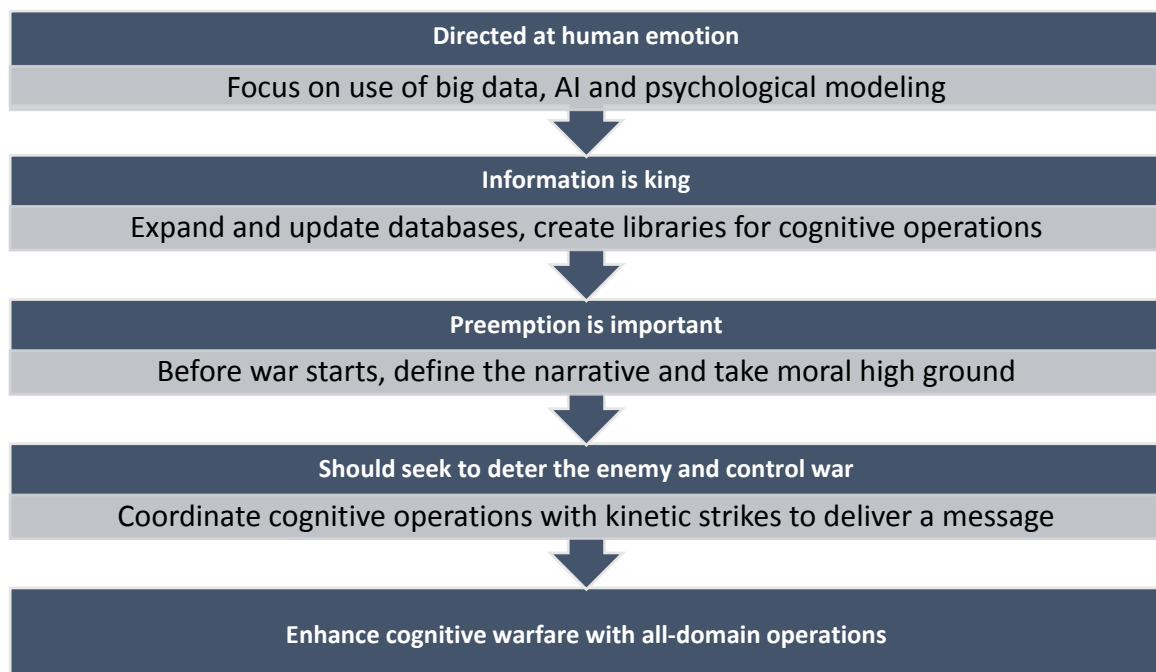 Directed at human emotion
Focus on use of big data, AI and psychological modeling
Information is king
Expand and update databases, create libraries for cognitive operations
Preemption is important
Before war starts, define the narrative and take moral high ground
Should seek to deter the enemy and control war
Coordinate cognitive operations with kinetic strikes to deliver a message
Enhance cognitive warfare with all-domain operations